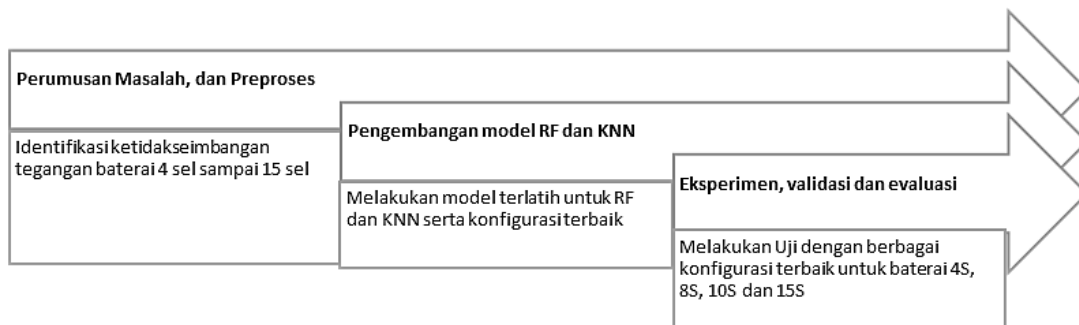 Perumusan Masalah, dan Preproses
Identifikasi ketidakseimbangan
tegangan baterai 4 sel sampai 15 sel
Pengembangan model RF dan KNN
Melakukan model terlatih untuk RF
dan KNN serta konfigurasi terbaik
Eksperimen, validasi dan evaluasi
Melakukan Uji dengan berbagai
konfigurasi terbaik untuk baterai 4S,
8S, 10S dan 15S